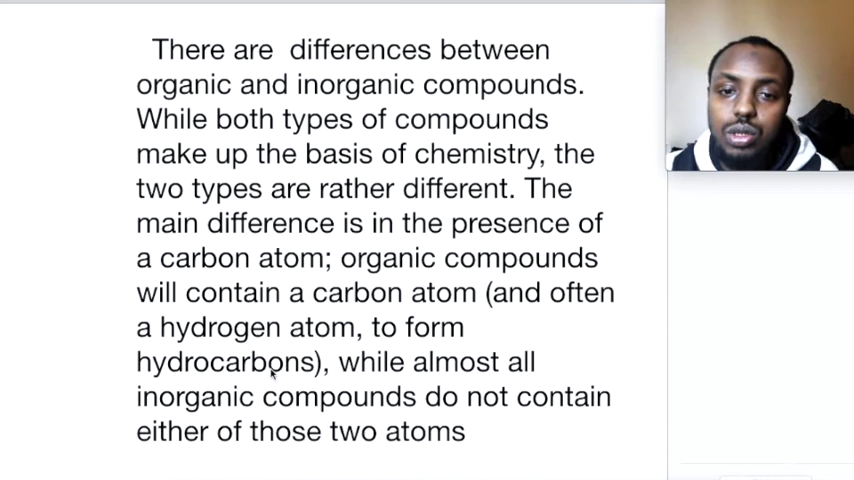 There are differences between
organic and inorganic compounds.
While both types of compounds
make up the basis of chemistry, the
two types are rather different. The
main difference is in the presence of
a carbon atom; organic compounds
will contain a carbon atom (and often
a hydrogen atom, to form
hydrocarbons), while almost all
inorganic compounds do not contain
either of those two atoms